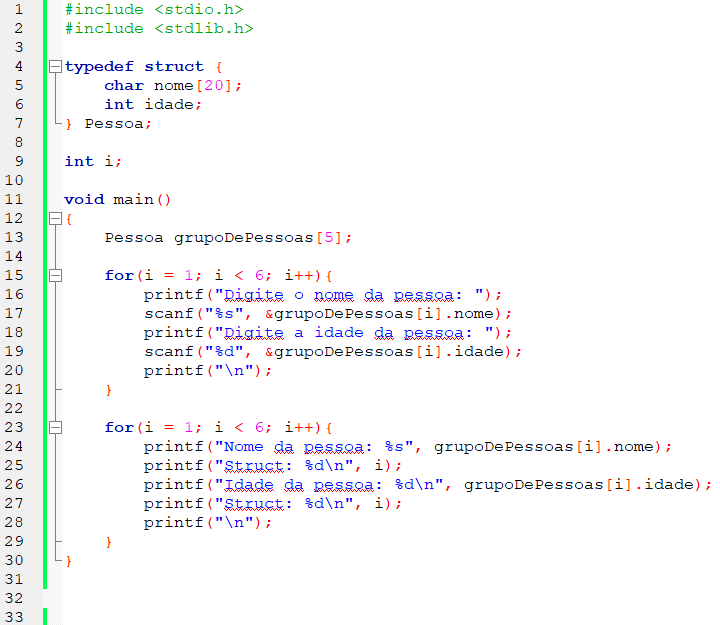 1 #include <stdio.h>
2 #include <stdlib.h>
3
4 typedef struct {
5     char nome[20];
6     int idade;
7 } Pessoa;
8
9 int i;
10
11 void main()
12 {
13     Pessoa grupoDePessoas[5];
14
15     for(i = 1; i < 6; i++){
16         printf("Digite o nome da pessoa: ");
17         scanf("%s", &grupoDePessoas[i].nome);
18         printf("Digite a idade da pessoa: ");
19         scanf("%d", &grupoDePessoas[i].idade);
20         printf("\n");
21     }
22
23     for(i = 1; i < 6; i++){
24         printf("Nome da pessoa: %s", grupoDePessoas[i].nome);
25         printf("Struct: %d\n", i);
26         printf("Idade da pessoa: %d\n", grupoDePessoas[i].idade);
27         printf("Struct: %d\n", i);
28         printf("\n");
29     }
30 }
31
32
33